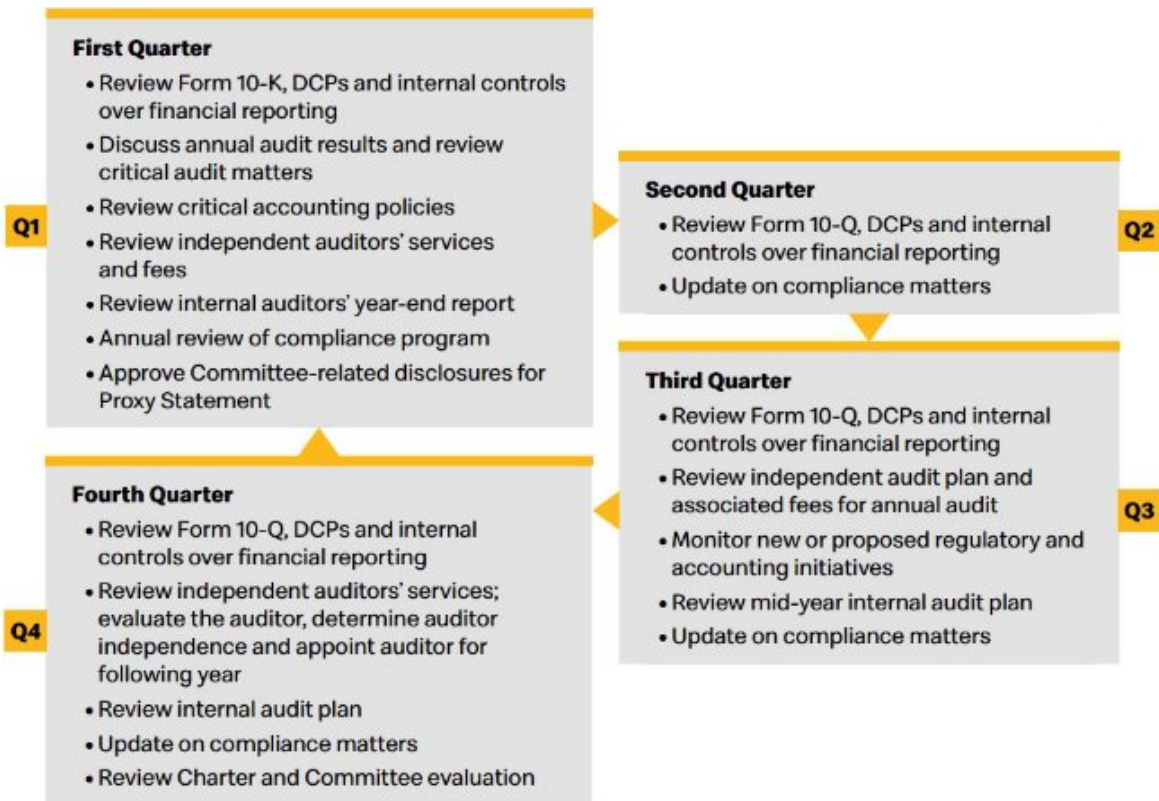 Q1
First Quarter
• Review Form 10-K, DCPs and internal controls
over financial reporting
• Discuss annual audit results and review
critical audit matters
• Review critical accounting policies
• Review independent auditors' services
and fees
• Review internal auditors' year-end report
• Annual review of compliance program
• Approve Committee-related disclosures for
Proxy Statement
Q2
Second Quarter
• Review Form 10-Q, DCPs and internal
controls over financial reporting
• Update on compliance matters
Q3
Third Quarter
• Review Form 10-Q, DCPs and internal
controls over financial reporting
• Review independent audit plan and
associated fees for annual audit
• Monitor new or proposed regulatory and
accounting initiatives
• Review mid-year internal audit plan
• Update on compliance matters
Q4
Fourth Quarter
• Review Form 10-Q, DCPs and internal
controls over financial reporting
• Review independent auditors' services;
evaluate the auditor, determine auditor
independence and appoint auditor for
following year
• Review internal audit plan
• Update on compliance matters
• Review Charter and Committee evaluation